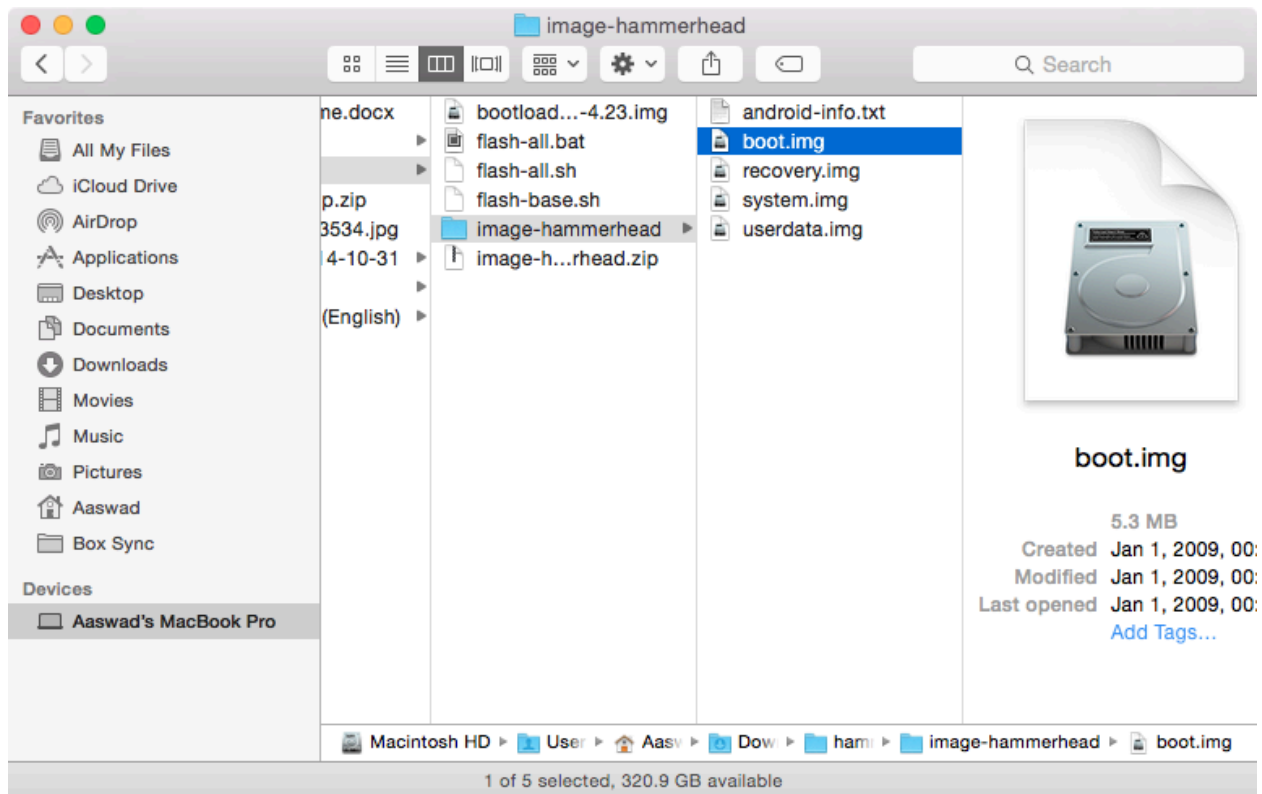 image-hammerhead
Search
Favorites
All My Files
iCloud Drive
AirDrop
Applications
Desktop
Documents
Downloads
Movies
Music
Pictures
Aaswad
Box Sync
Devices
Aaswad's MacBook Pro
ne.docx
p.zip
3534.jpg
14-10-31
(English)
bootload...-4.23.img
flash-all.bat
flash-all.sh
flash-base.sh
image-hammerhead
image-h...rhead.zip
android-info.txt
boot.img
recovery.img
system.img
userdata.img
boot.img
5.3 MB
Created Jan 1, 2009, 00:
Modified Jan 1, 2009, 00:
Last opened Jan 1, 2009, 00:
Add Tags...
Macintosh HD User Aasw Dow ham image-hammerhead boot.img
1 of 5 selected, 320.9 GB available